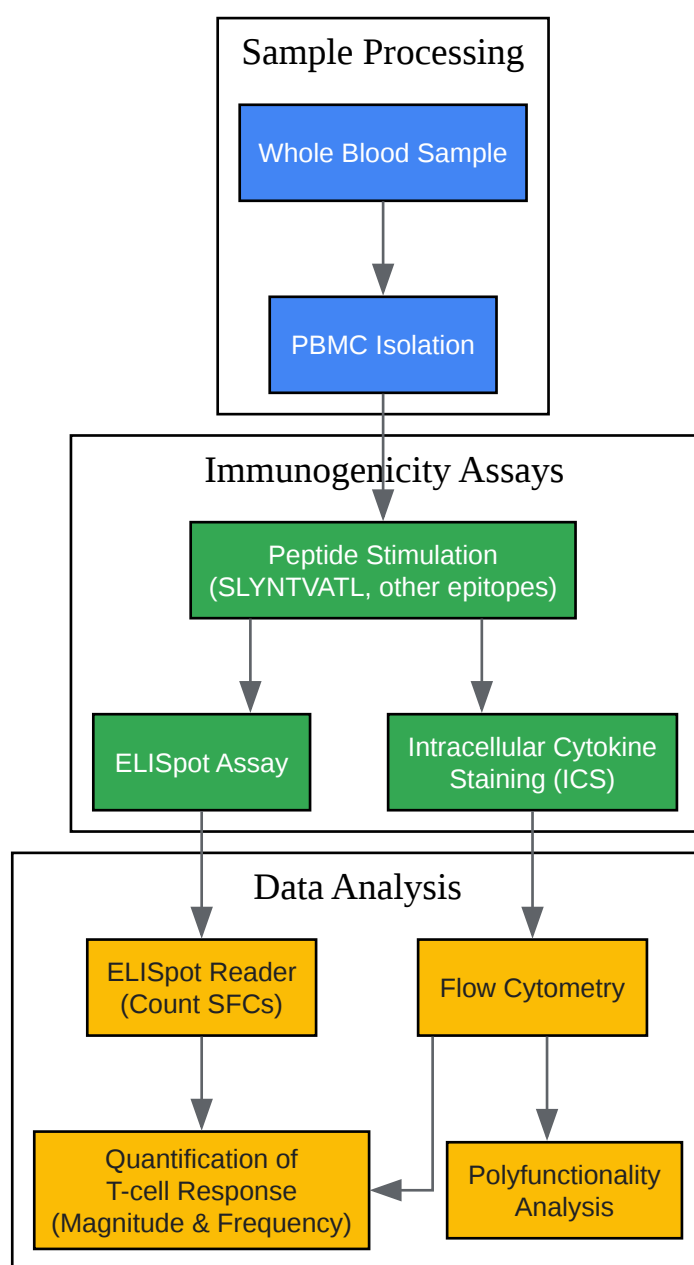 Sample Processing
Whole Blood Sample
PBMC Isolation
Immunogenicity Assays
Peptide Stimulation
(SLYNTVATL, other epitopes)
ELISpot Assay
Intracellular Cytokine
Staining (ICS)
Data Analysis
ELISpot Reader
(Count SFCs)
Flow Cytometry
Quantification of
T-cell Response
(Magnitude & Frequency)
Polyfunctionality
Analysis